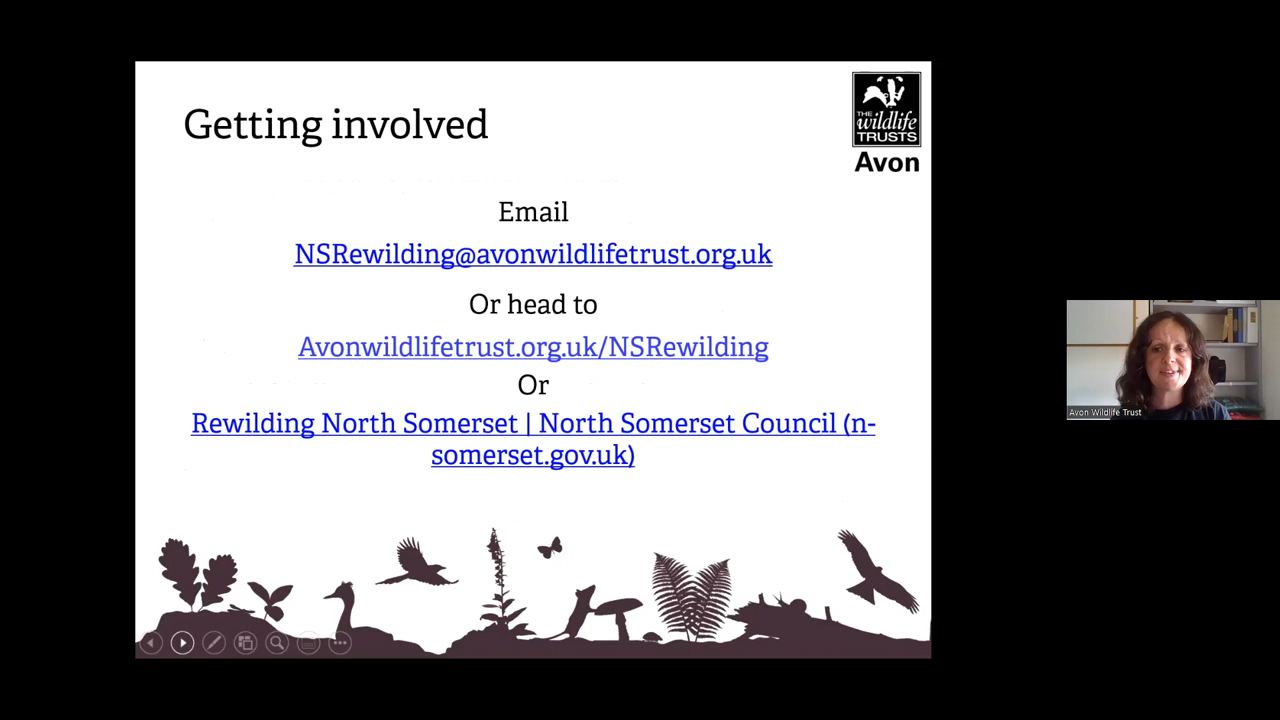 Getting involved
THE
wildlife
TRUSTS
Avon
Email
NSRewilding@avonwildlifetrust.org.uk
Or head to
Avonwildlifetrust.org.uk/NSRewilding
Or
Rewilding North Somerset | North Somerset Council (n-
somerset.gov.uk)
Avon Wildlife Trust